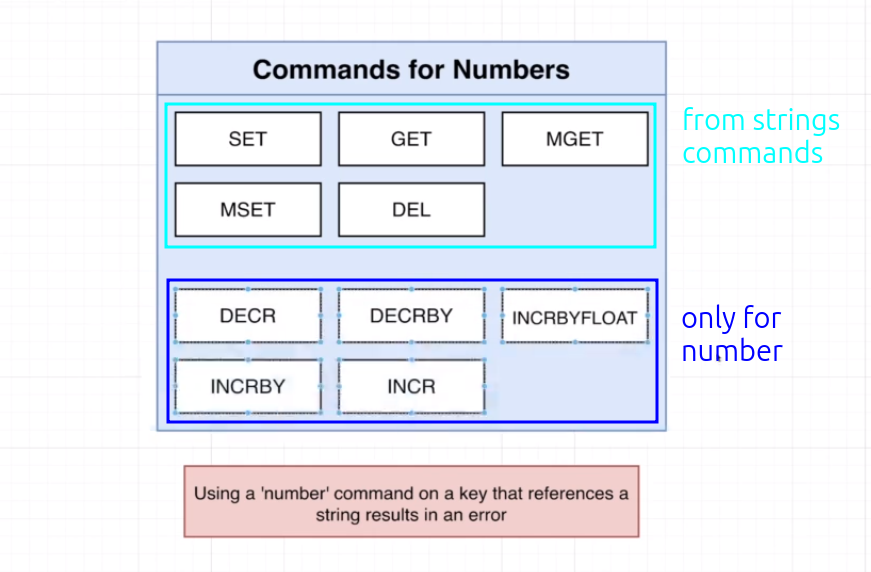 Commands for Numbers
SET
GET
MGET
from strings
commands
MSET
DEL
DECR
DECRBY
INCRBYFLOAT
only for
number
INCRBY
INCR
Using a 'number' command on a key that references a
string results in an error